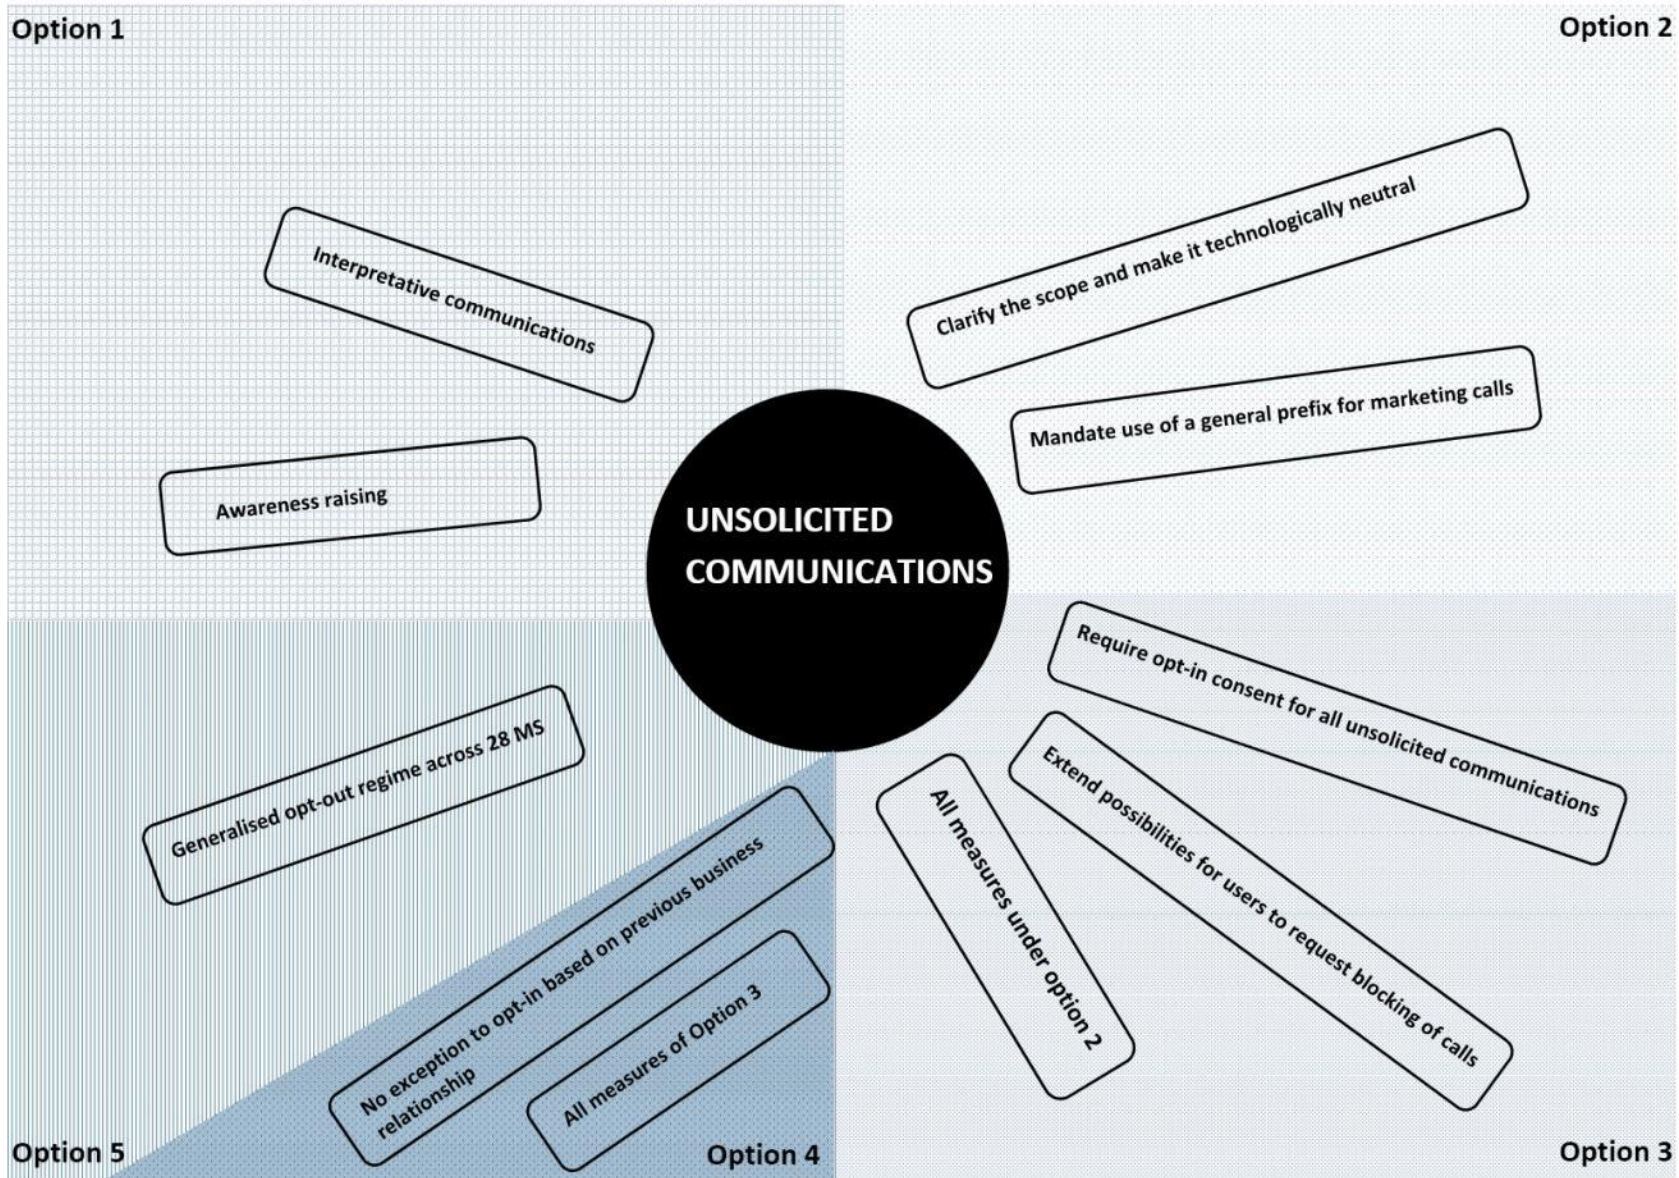 Option 1
Option 2
Interpretative communications
Awareness raising
Clarify the scope and make it technologically neutral
Mandate use of a general prefix for marketing calls
UNSOLICITED
COMMUNICATIONS
Require opt-in consent for all unsolicited communications
Extend possibilities for users to request blocking of calls
All measures under option 2
Generalised opt-out regime across 28 MS
No exception to opt-in based on previous business
relationship
All measures of Option 3
Option 5
Option 4
Option 3